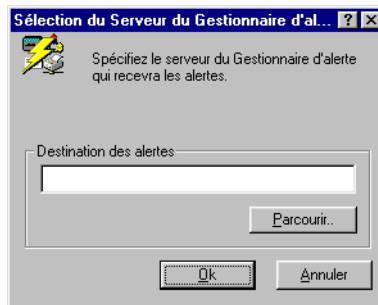 Sélection du Serveur du Gestionnaire d'al...
Spécifiez le serveur du Gestionnaire d'alerte
qui recevra les alertes.
Destination des alertes
Parcourir..
Ok
Annuler